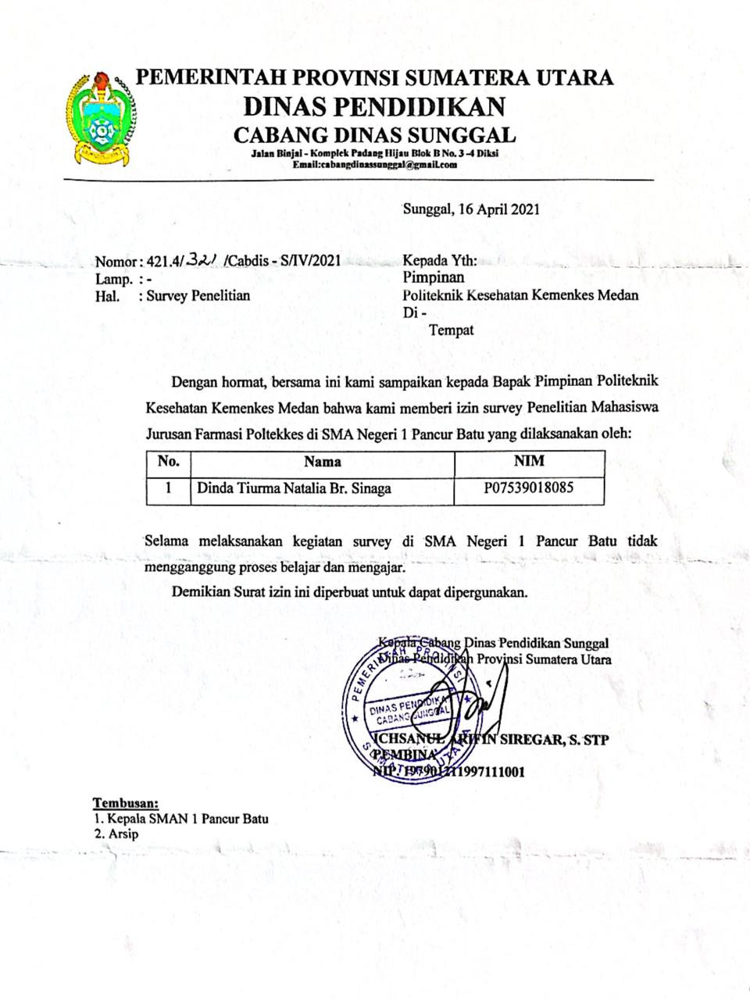 PEMERINTAH PROVINSI SUMATERA UTARA
DINAS PENDIDIKAN
CABANG DINAS SUNGGAL
Jalan Binjai - Komplek Padang Hijau Blok B No. 3 -4 Diksi
Email:cabangdinassunggal@gmail.com
Sunggal, 16 April 2021
Nomor : 421.4/321 /Cabdis - S/IV/2021
Lamp. : -
Hal. : Survey Penelitian
Kepada Yth:
Pimpinan
Politeknik Kesehatan Kemenkes Medan
Di -
Tempat
Dengan hormat, bersama ini kami sampaikan kepada Bapak Pimpinan Politeknik
Kesehatan Kemenkes Medan bahwa kami memberi izin survey Penelitian Mahasiswa
Jurusan Farmasi Poltekkes di SMA Negeri 1 Pancur Batu yang dilaksanakan oleh:
No. Nama NIM
1 Dinda Tiurma Natalia Br. Sinaga P07539018085
Selama melaksanakan kegiatan survey di SMA Negeri 1 Pancur Batu tidak
mengganggung proses belajar dan mengajar.
Demikian Surat izin ini diperbuat untuk dapat dipergunakan.
Kepala Cabang Dinas Pendidikan Sunggal
Dinas Pendidikan Provinsi Sumatera Utara
PEMERINTAH PROVINSI
DINAS PENDIDIKA
CABANG SUNGGAL
SUMATERA UTARA
ICHSANUL ARIFIN SIREGAR, S. STP
PEMBINA
NIP. 197901211997111001
Tembusan:
1. Kepala SMAN 1 Pancur Batu
2. Arsip